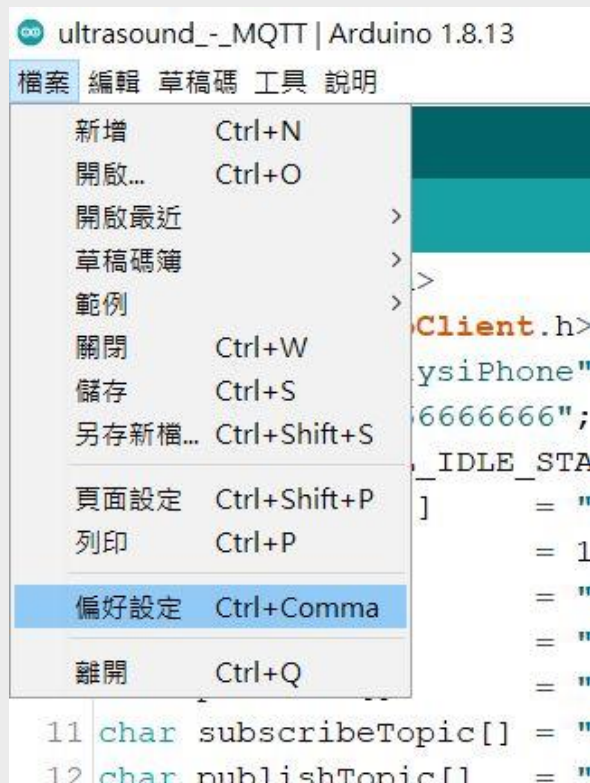 ultrasound_-_MQTT | Arduino 1.8.13
檔案 編輯 草稿碼 工具 說明
新增 Ctrl+N
開啟... Ctrl+O
開啟最近 >
草稿碼簿 >
範例 >
關閉 Ctrl+W
儲存 Ctrl+S
另存新檔... Ctrl+Shift+S
頁面設定 Ctrl+Shift+P
列印 Ctrl+P
偏好設定 Ctrl+Comma
離開 Ctrl+Q
.>
Client.h>
ysiPhone"
6666666";
_IDLE_STA
] = "
= 1
= "
= "
= "
11 char subscribeTopic[] = "
12 char publishTopic[] = "